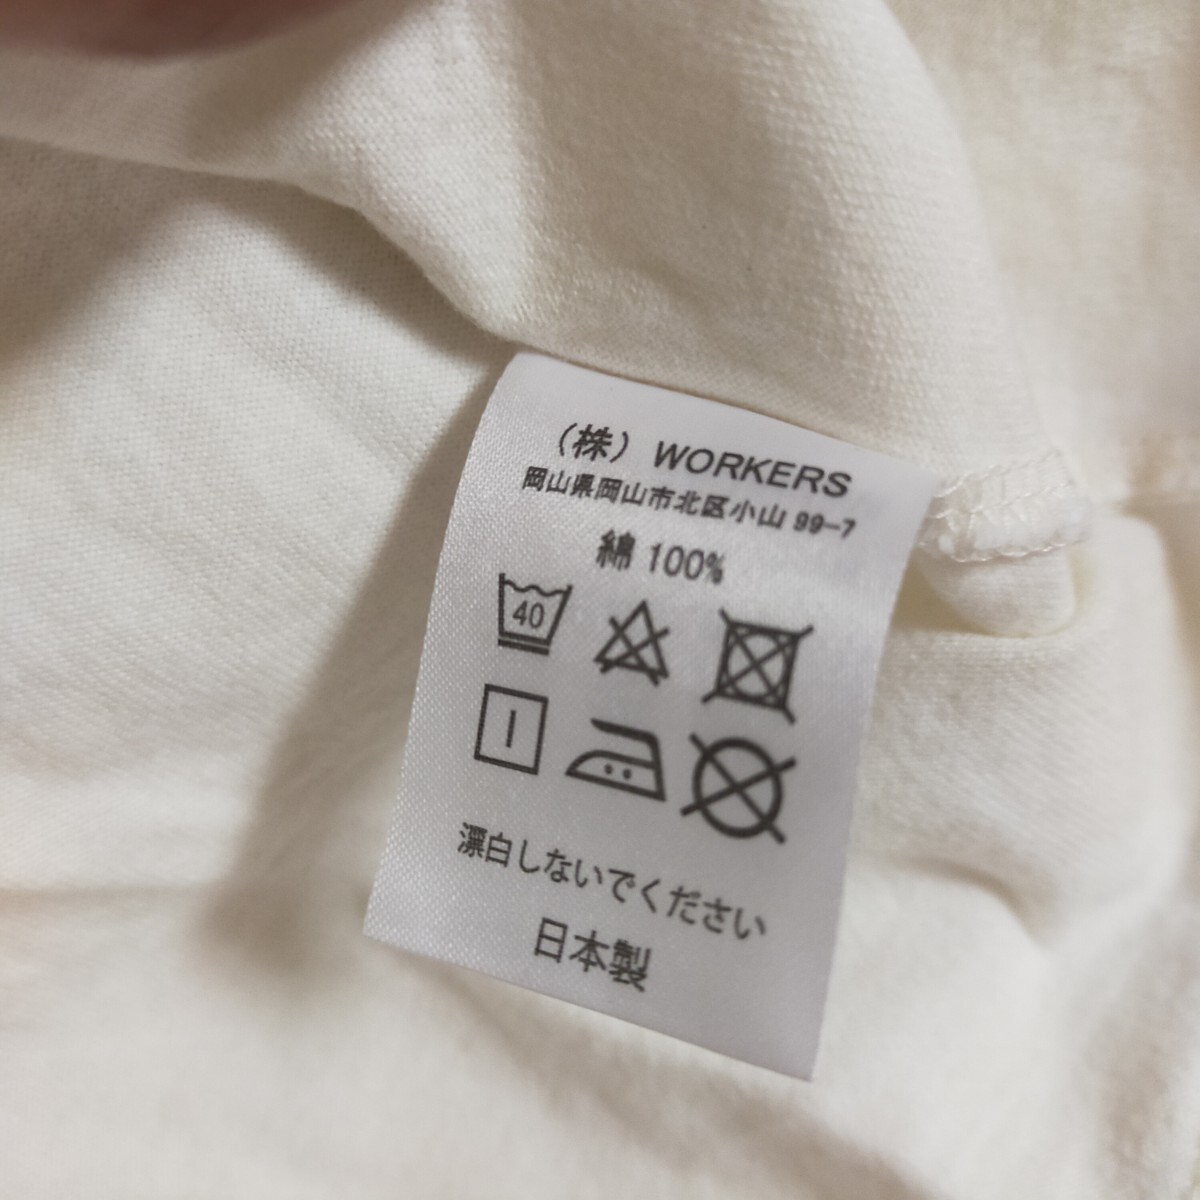 （株）WORKERS
岡山県岡山市北区小山 99-7
綿 100%
40
漂白しないでください
日本製